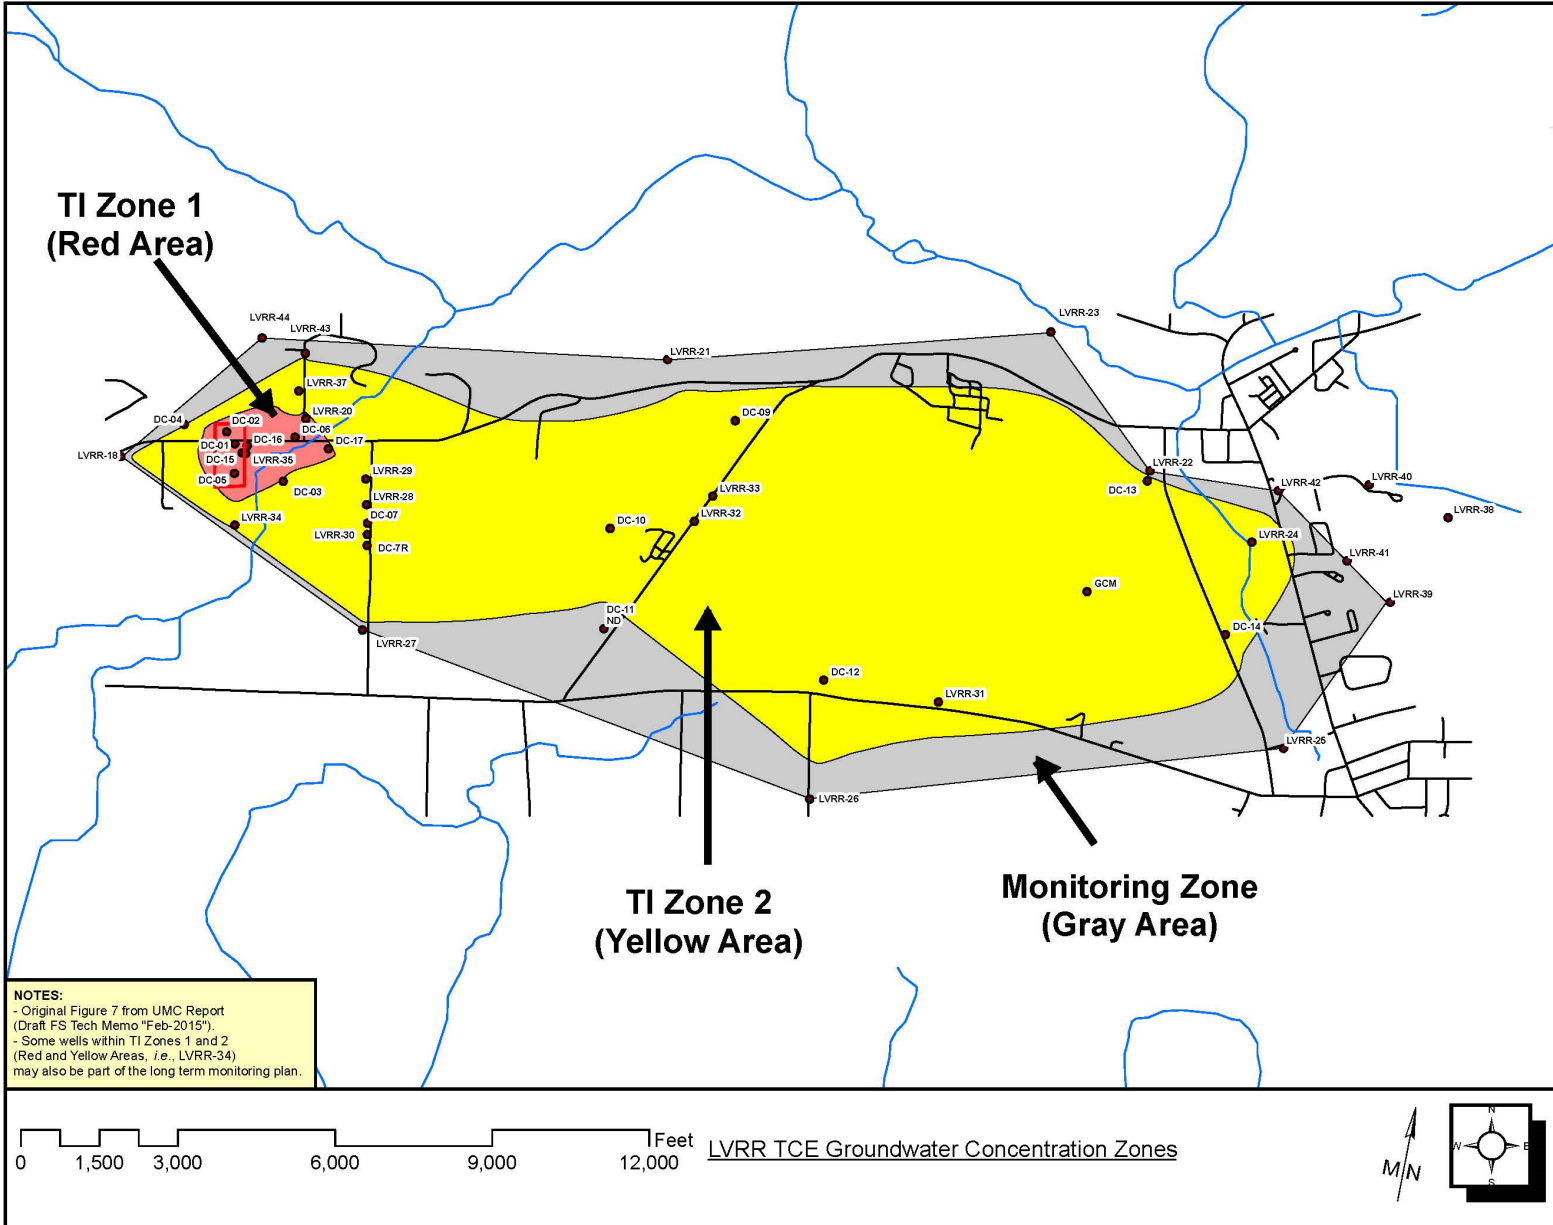 TI Zone 1
(Red Area)
LVRR-44
LVRR-43
LVRR-23
LVRR-21
LVRR-37
DC-04
DC-02
LVRR-20
DC-06
DC-09
DC-01
DC-16
DC-17
LVRR-18
DC-15
LVRR-35
DC-05
DC-03
LVRR-29
LVRR-22
DC-13
LVRR-42
LVRR-40
LVRR-28
LVRR-33
LVRR-38
LVRR-34
DC-07
LVRR-32
DC-10
LVRR-30
DC-7R
LVRR-24
LVRR-41
GCM
LVRR-39
DC-11
ND
LVRR-27
DC-14
DC-12
LVRR-31
LVRR-25
LVRR-26
TI Zone 2
(Yellow Area)
Monitoring Zone
(Gray Area)
NOTES:
- Original Figure 7 from UMC Report
(Draft FS Tech Memo "Feb-2015").
- Some wells within TI Zones 1 and 2
(Red and Yellow Areas, i.e., LVRR-34)
may also be part of the long term monitoring plan.
Feet
0 1,500 3,000 6,000 9,000 12,000
LVRR TCE Groundwater Concentration Zones
M N
N
W E
S